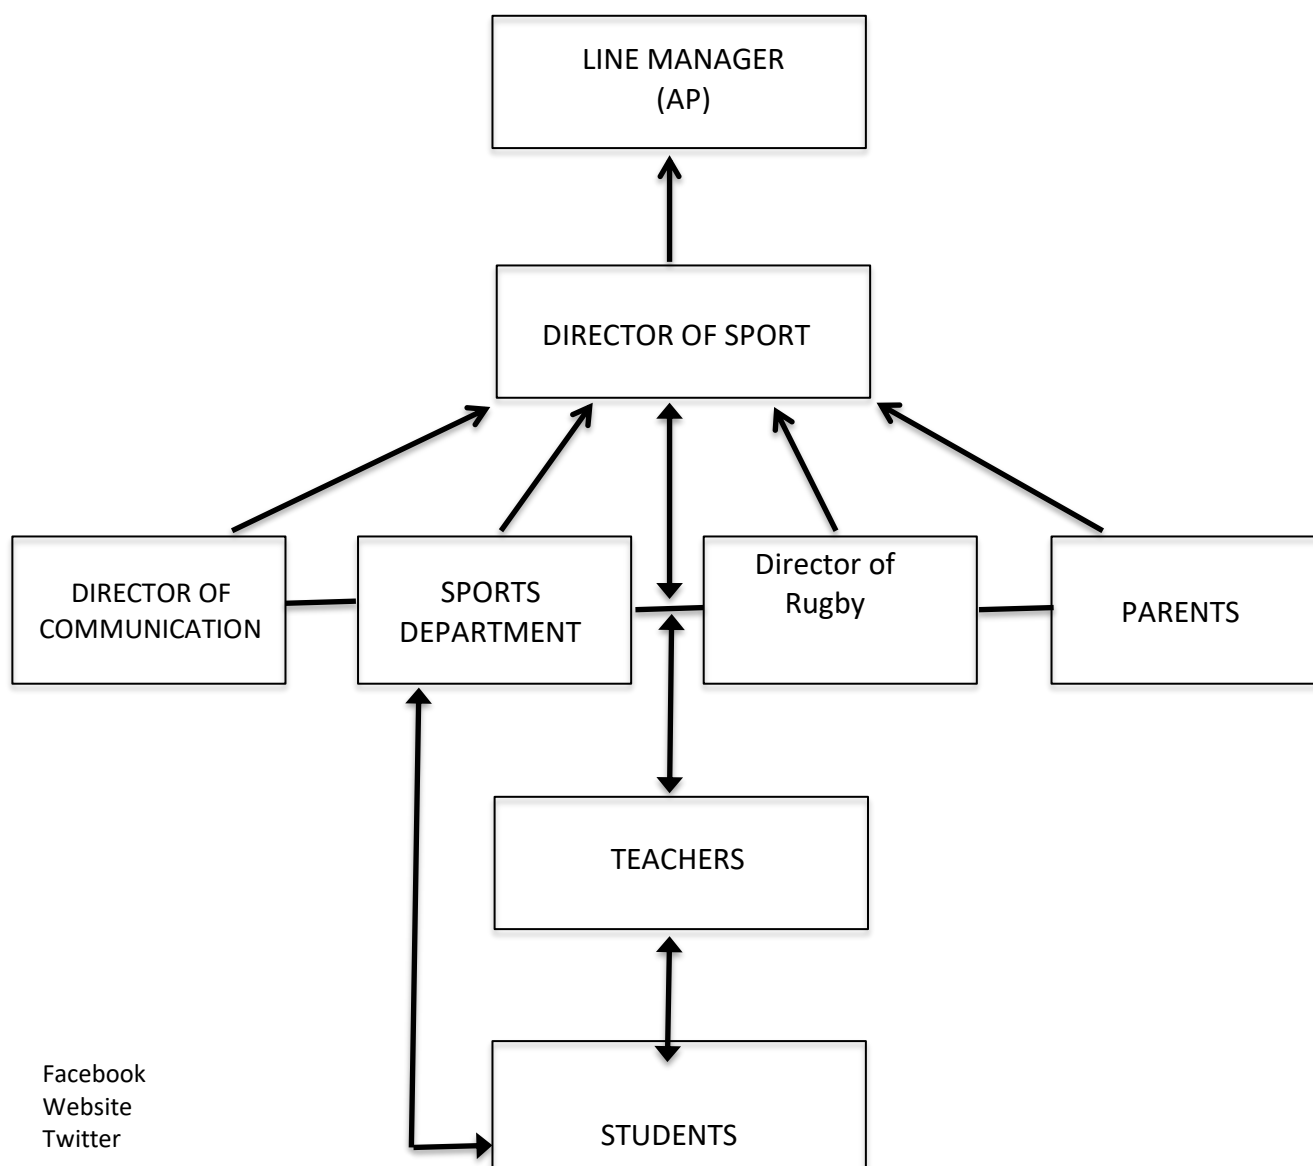 LINE MANAGER
(AP)
DIRECTOR OF SPORT
DIRECTOR OF
COMMUNICATION
SPORTS
DEPARTMENT
Director of
Rugby
PARENTS
TEACHERS
STUDENTS
Facebook
Website
Twitter